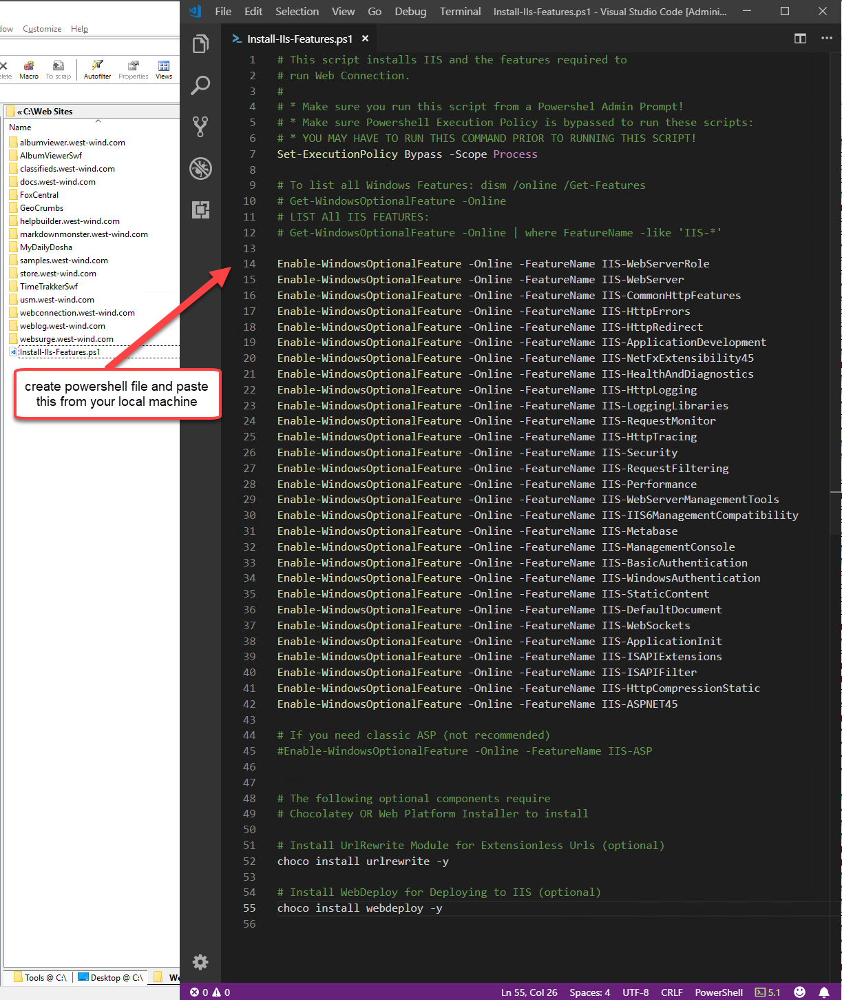 File Edit Selection View Go Debug Terminal Install-IIs-Features.ps1 - Visual Studio Code [Admini...
Customize Help
Macro To scrap Autofilter Properties Views
« C:\Web Sites
Name
albumviewer.west-wind.com
AlbumViewerSwf
classifieds.west-wind.com
docs.west-wind.com
FoxCentral
GeoCrumbs
helpbuilder.west-wind.com
markdownmonster.west-wind.com
MyDailyDosha
samples.west-wind.com
store.west-wind.com
TimeTrakkerSwf
usm.west-wind.com
webconnection.west-wind.com
weblog.west-wind.com
websurge.west-wind.com
Install-IIs-Features.ps1
create powershell file and paste
this from your local machine
Tools @ C:\ Desktop @ C:\ We
Install-IIs-Features.ps1
1 # This script installs IIS and the features required to
2 # run Web Connection.
3 #
4 # * Make sure you run this script from a Powershel Admin Prompt!
5 # * Make sure Powershell Execution Policy is bypassed to run these scripts:
6 # * YOU MAY HAVE TO RUN THIS COMMAND PRIOR TO RUNNING THIS SCRIPT!
7 Set-ExecutionPolicy Bypass -Scope Process
8
9 # To list all Windows Features: dism /online /Get-Features
10 # Get-WindowsOptionalFeature -Online
11 # LIST All IIS FEATURES:
12 # Get-WindowsOptionalFeature -Online | where FeatureName -like 'IIS-*'
13
14 Enable-WindowsOptionalFeature -Online -FeatureName IIS-WebServerRole
15 Enable-WindowsOptionalFeature -Online -FeatureName IIS-WebServer
16 Enable-WindowsOptionalFeature -Online -FeatureName IIS-CommonHttpFeatures
17 Enable-WindowsOptionalFeature -Online -FeatureName IIS-HttpErrors
18 Enable-WindowsOptionalFeature -Online -FeatureName IIS-HttpRedirect
19 Enable-WindowsOptionalFeature -Online -FeatureName IIS-ApplicationDevelopment
20 Enable-WindowsOptionalFeature -Online -FeatureName IIS-NetFxExtensibility45
21 Enable-WindowsOptionalFeature -Online -FeatureName IIS-HealthAndDiagnostics
22 Enable-WindowsOptionalFeature -Online -FeatureName IIS-HttpLogging
23 Enable-WindowsOptionalFeature -Online -FeatureName IIS-LoggingLibraries
24 Enable-WindowsOptionalFeature -Online -FeatureName IIS-RequestMonitor
25 Enable-WindowsOptionalFeature -Online -FeatureName IIS-HttpTracing
26 Enable-WindowsOptionalFeature -Online -FeatureName IIS-Security
27 Enable-WindowsOptionalFeature -Online -FeatureName IIS-RequestFiltering
28 Enable-WindowsOptionalFeature -Online -FeatureName IIS-Performance
29 Enable-WindowsOptionalFeature -Online -FeatureName IIS-WebServerManagementTools
30 Enable-WindowsOptionalFeature -Online -FeatureName IIS-IIS6ManagementCompatibility
31 Enable-WindowsOptionalFeature -Online -FeatureName IIS-Metabase
32 Enable-WindowsOptionalFeature -Online -FeatureName IIS-ManagementConsole
33 Enable-WindowsOptionalFeature -Online -FeatureName IIS-BasicAuthentication
34 Enable-WindowsOptionalFeature -Online -FeatureName IIS-WindowsAuthentication
35 Enable-WindowsOptionalFeature -Online -FeatureName IIS-StaticContent
36 Enable-WindowsOptionalFeature -Online -FeatureName IIS-DefaultDocument
37 Enable-WindowsOptionalFeature -Online -FeatureName IIS-WebSockets
38 Enable-WindowsOptionalFeature -Online -FeatureName IIS-ApplicationInit
39 Enable-WindowsOptionalFeature -Online -FeatureName IIS-ISAPIExtensions
40 Enable-WindowsOptionalFeature -Online -FeatureName IIS-ISAPIFilter
41 Enable-WindowsOptionalFeature -Online -FeatureName IIS-HttpCompressionStatic
42 Enable-WindowsOptionalFeature -Online -FeatureName IIS-ASPNET45
43
44 # If you need classic ASP (not recommended)
45 #Enable-WindowsOptionalFeature -Online -FeatureName IIS-ASP
46
47
48 # The following optional components require
49 # Chocolatey OR Web Platform Installer to install
50
51 # Install UrlRewrite Module for Extensionless Urls (optional)
52 choco install urlrewrite -y
53
54 # Install WebDeploy for Deploying to IIS (optional)
55 choco install webdeploy -y
56
0 0 Ln 55, Col 26 Spaces: 4 UTF-8 CRLF PowerShell 5.1